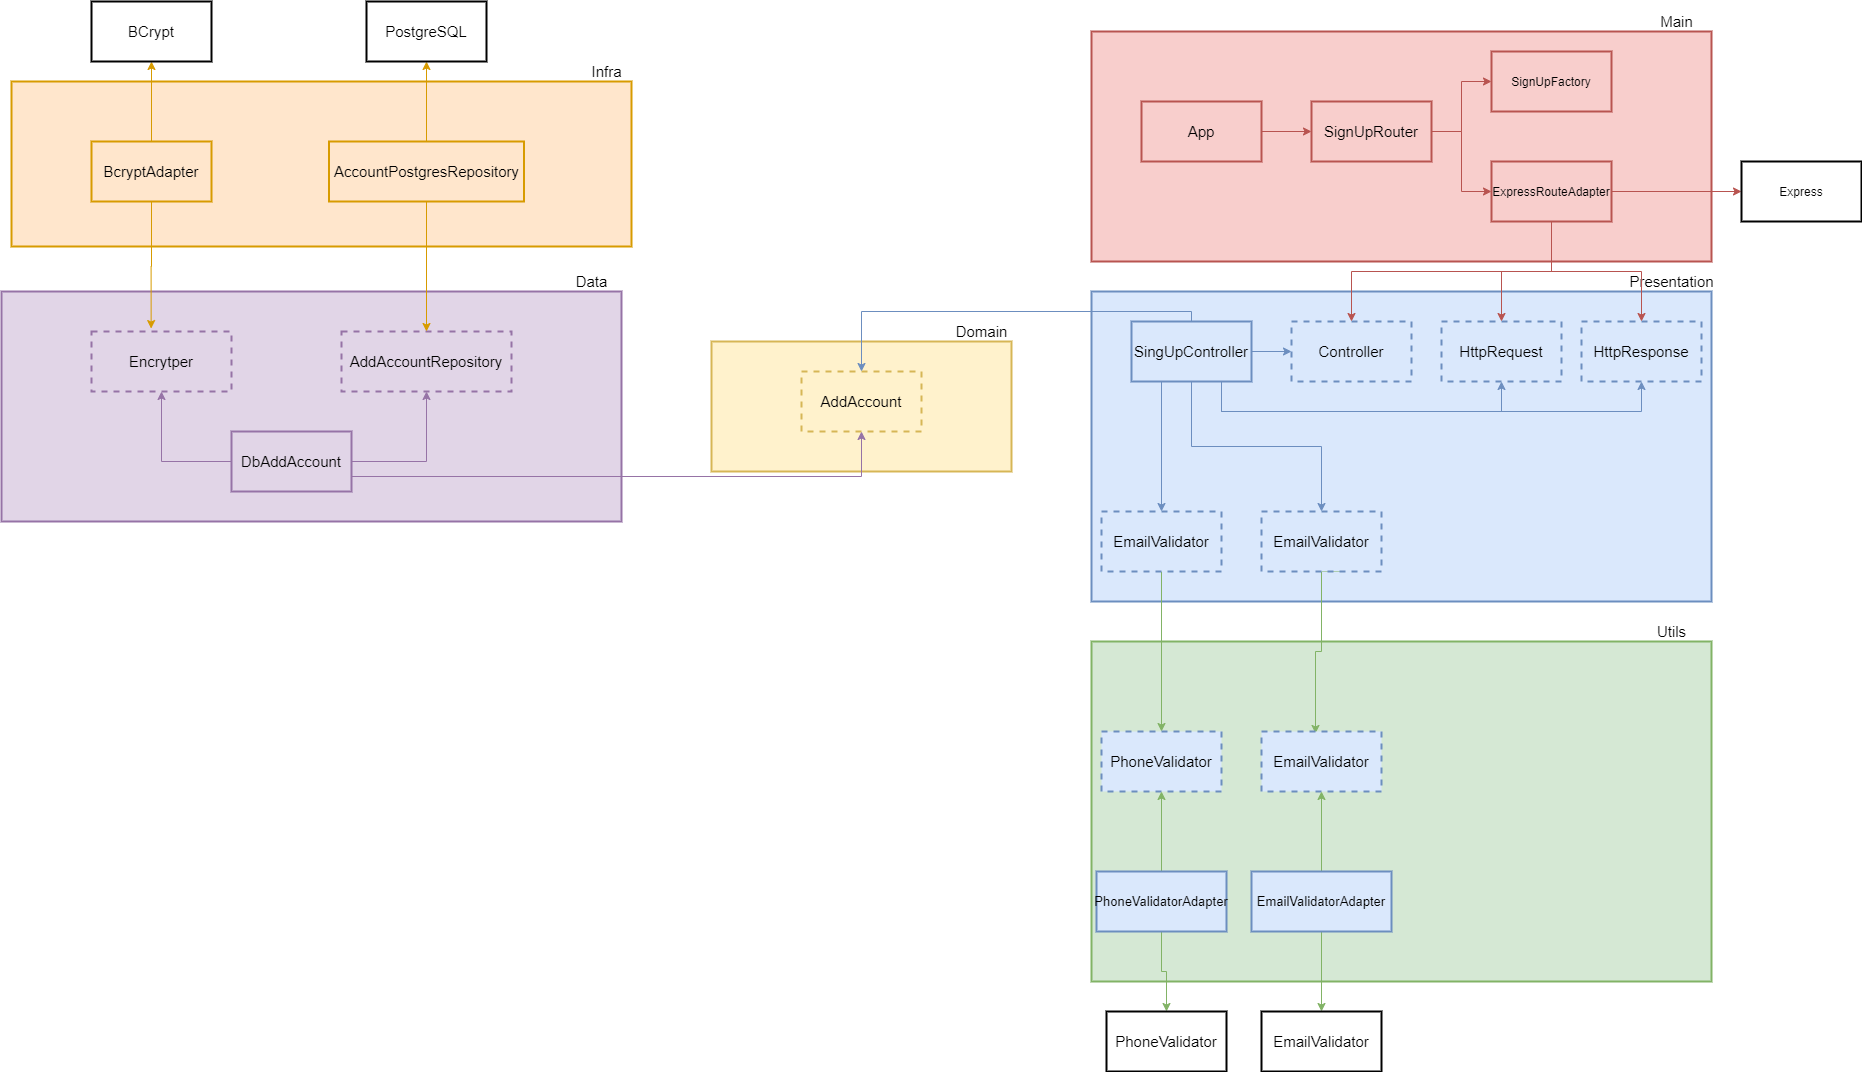 BCrypt
PostgreSQL
Main
Infra
SignUpFactory
App
SignUpRouter
BcryptAdapter
AccountPostgresRepository
ExpressRouteAdapter
Express
Data
Presentation
Domain
Encrytper
AddAccountRepository
SingUpController
Controller
HttpRequest
HttpResponse
AddAccount
DbAddAccount
EmailValidator
EmailValidator
Utils
PhoneValidator
EmailValidator
PhoneValidatorAdapter
EmailValidatorAdapter
PhoneValidator
EmailValidator